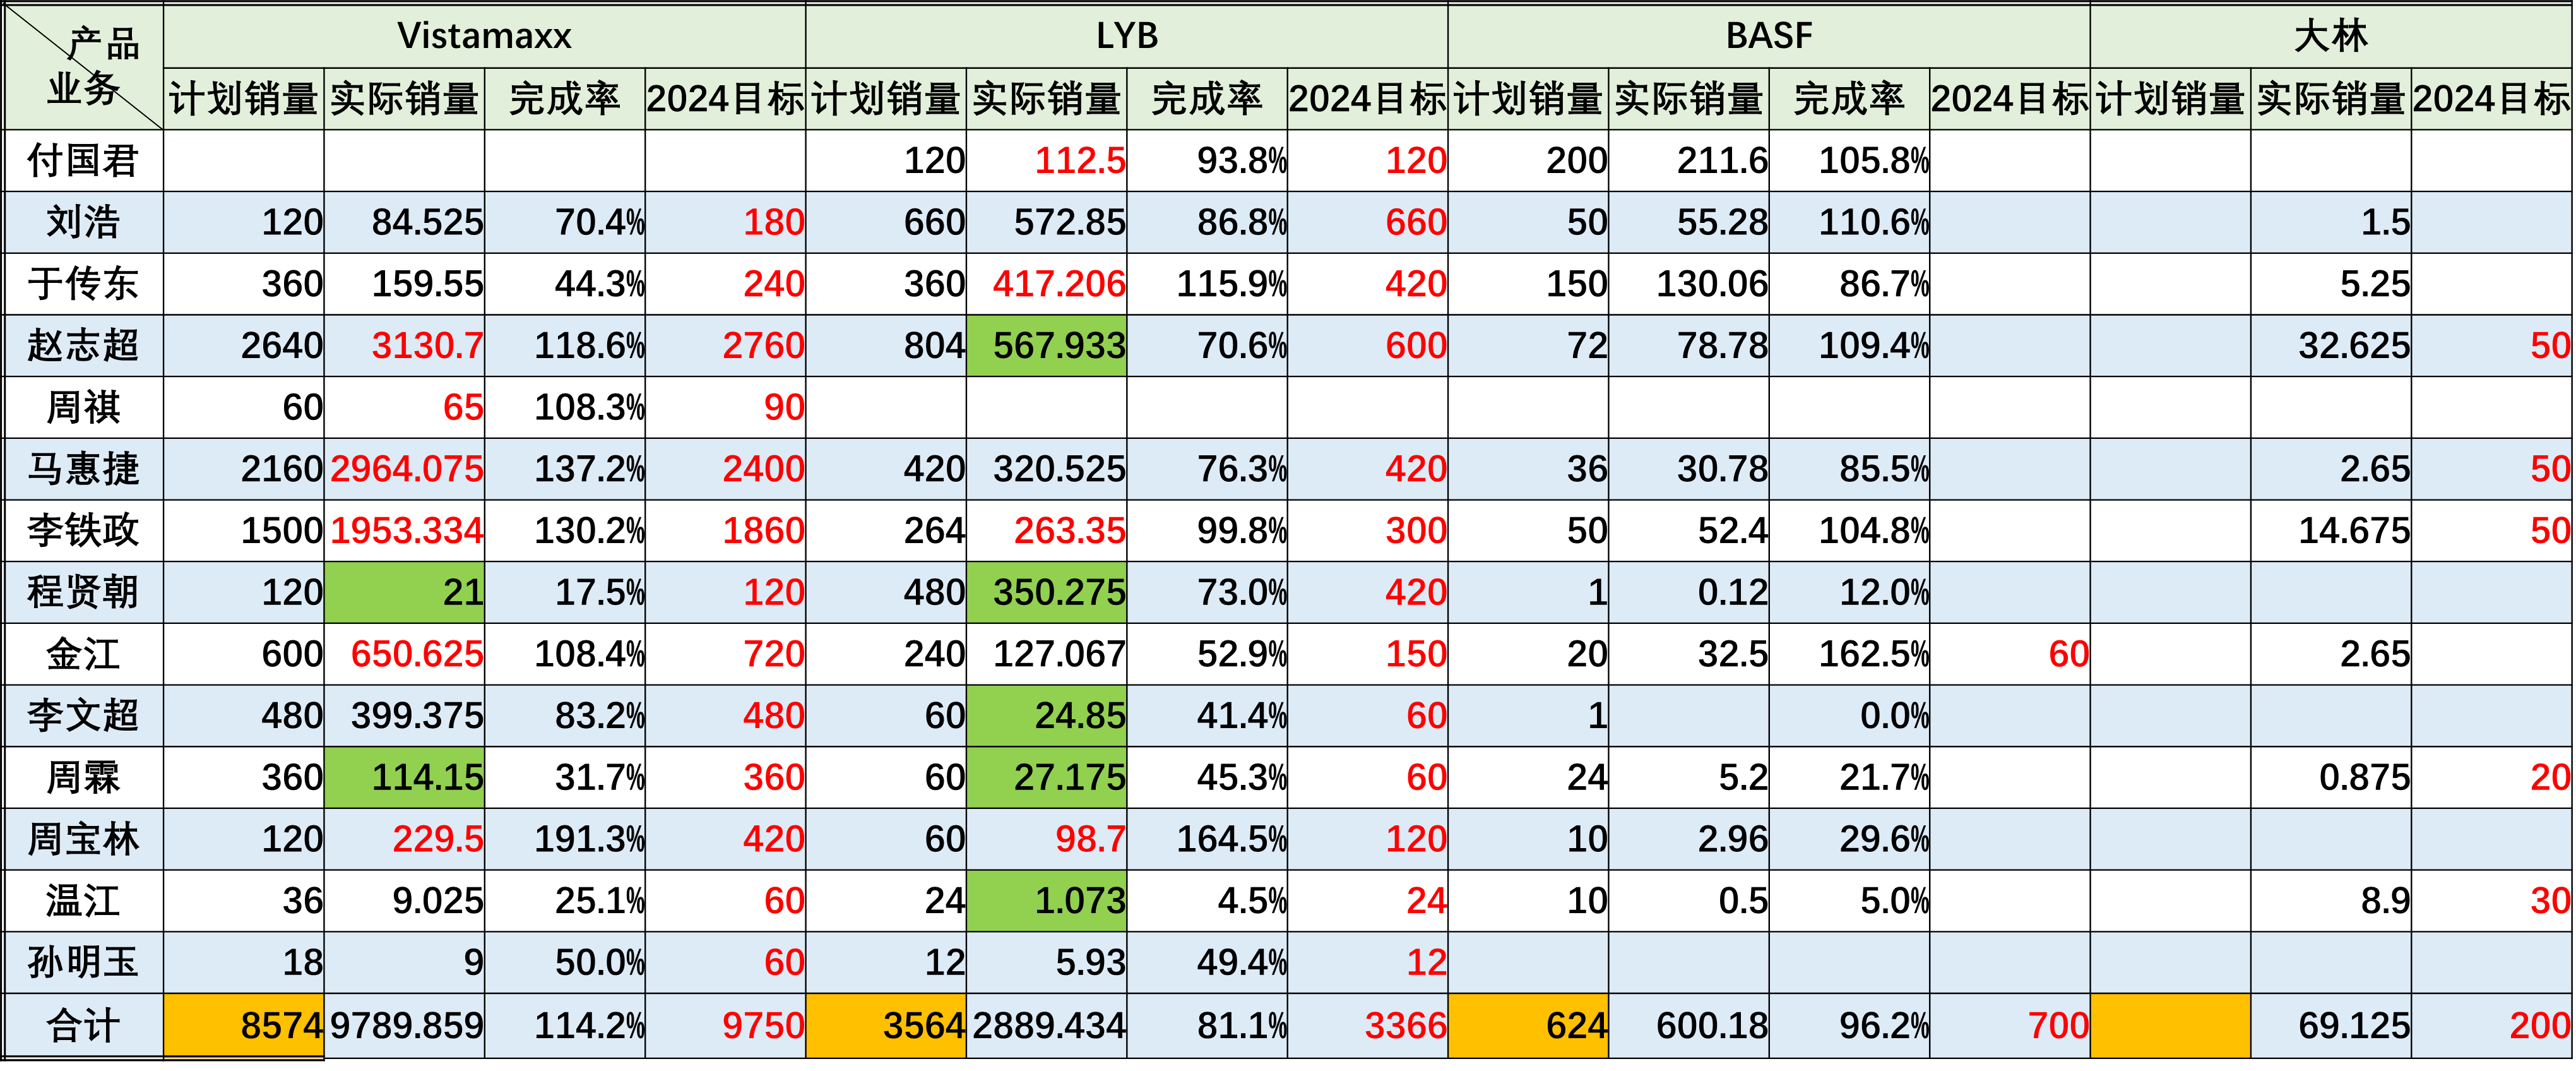 产品 Vistamaxx LYB BASF 大林
业务 计划销量 实际销量 完成率 2024目标 计划销量 实际销量 完成率 2024目标 计划销量 实际销量 完成率 2024目标 计划销量 实际销量 2024目标
付国君 120 112.5 93.8% 120 200 211.6 105.8%
刘浩 120 84.525 70.4% 180 660 572.85 86.8% 660 50 55.28 110.6% 1.5
于传东 360 159.55 44.3% 240 360 417.206 115.9% 420 150 130.06 86.7% 5.25
赵志超 2640 3130.7 118.6% 2760 804 567.933 70.6% 600 72 78.78 109.4% 32.625 50
周祺 60 65 108.3% 90
马惠捷 2160 2964.075 137.2% 2400 420 320.525 76.3% 420 36 30.78 85.5% 2.65 50
李铁政 1500 1953.334 130.2% 1860 264 263.35 99.8% 300 50 52.4 104.8% 14.675 50
程贤朝 120 21 17.5% 120 480 350.275 73.0% 420 1 0.12 12.0%
金江 600 650.625 108.4% 720 240 127.067 52.9% 150 20 32.5 162.5% 60 2.65
李文超 480 399.375 83.2% 480 60 24.85 41.4% 60 1 0.0%
周霖 360 114.15 31.7% 360 60 27.175 45.3% 60 24 5.2 21.7% 0.875 20
周宝林 120 229.5 191.3% 420 60 98.7 164.5% 120 10 2.96 29.6%
温江 36 9.025 25.1% 60 24 1.073 4.5% 24 10 0.5 5.0% 8.9 30
孙明玉 18 9 50.0% 60 12 5.93 49.4% 12
合计 8574 9789.859 114.2% 9750 3564 2889.434 81.1% 3366 624 600.18 96.2% 700 69.125 200